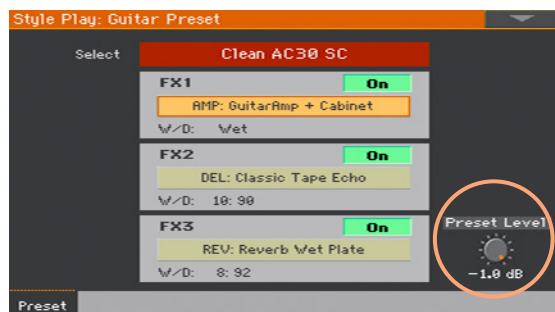 Style Play: Guitar Preset
Select
Clean AC30 SC
FX1 On
AMP: GuitarAmp + Cabinet
W/D: Wet
FX2 On
DEL: Classic Tape Echo
W/D: 10: 90
FX3 On
REV: Reverb Wet Plate
W/D: 8: 92
Preset Level
-1.0 dB
Preset